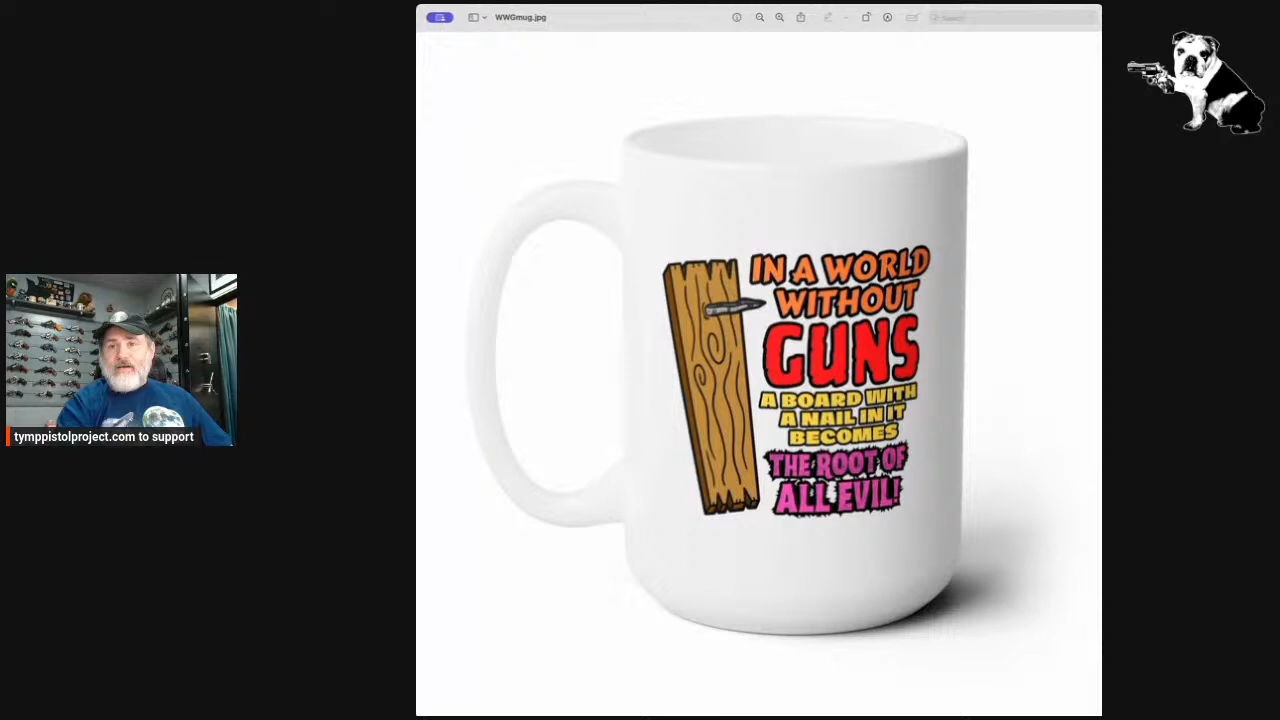 WWGmug.jpg
Search
tymppistolproject.com to support
IN A WORLD
WITHOUT
GUNS
A BOARD WITH
A NAIL IN IT
BECOMES
THE ROOT OF
ALL EVIL!